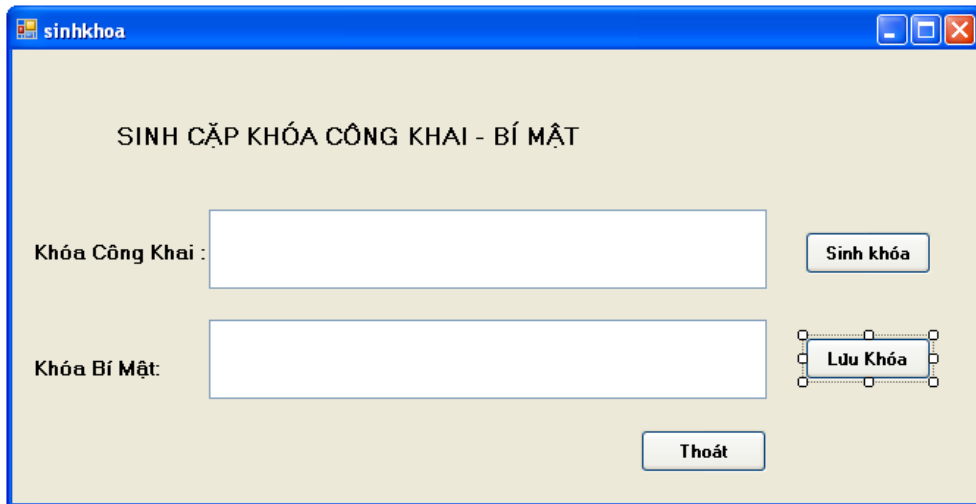 sinhkhoa
SINH CẶP KHÓA CÔNG KHAI - BÍ MẬT
Khóa Công Khai :
Sinh khóa
Khóa Bí Mật:
Lưu Khóa
Thoát